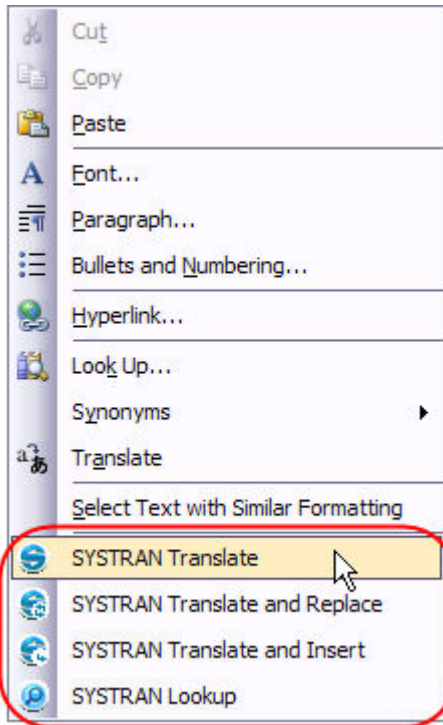 Cut
Copy
Paste
Font...
Paragraph...
Bullets and Numbering...
Hyperlink...
Look Up...
Synonyms
Translate
Select Text with Similar Formatting
SYSTRAN Translate
SYSTRAN Translate and Replace
SYSTRAN Translate and Insert
SYSTRAN Lookup